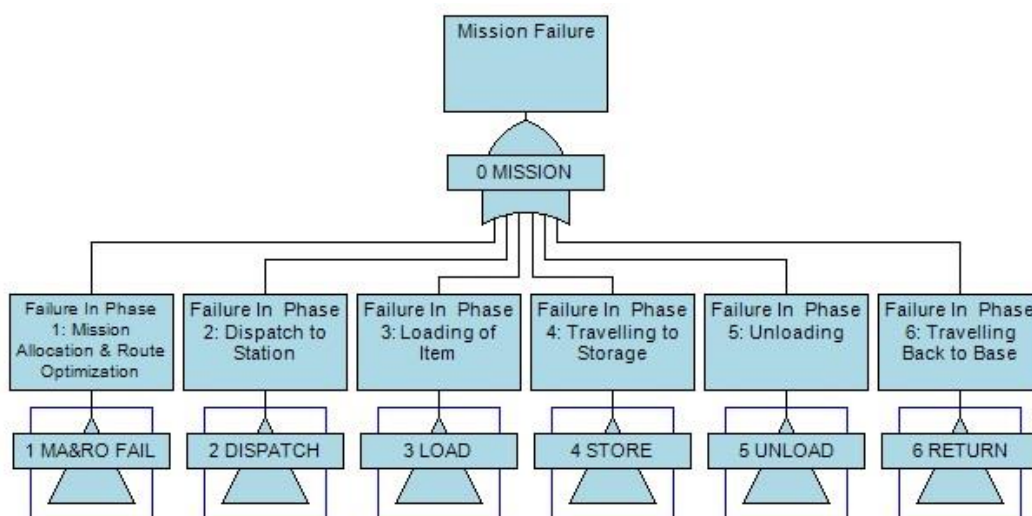 Mission Failure
0 MISSION
Failure In Phase
1: Mission
Allocation & Route
Optimization
Failure In Phase
2: Dispatch to
Station
Failure In Phase
3: Loading of
Item
Failure In Phase
4: Travelling to
Storage
Failure In Phase
5: Unloading
Failure In Phase
6: Travelling
Back to Base
1 MA&RO FAIL
2 DISPATCH
3 LOAD
4 STORE
5 UNLOAD
6 RETURN